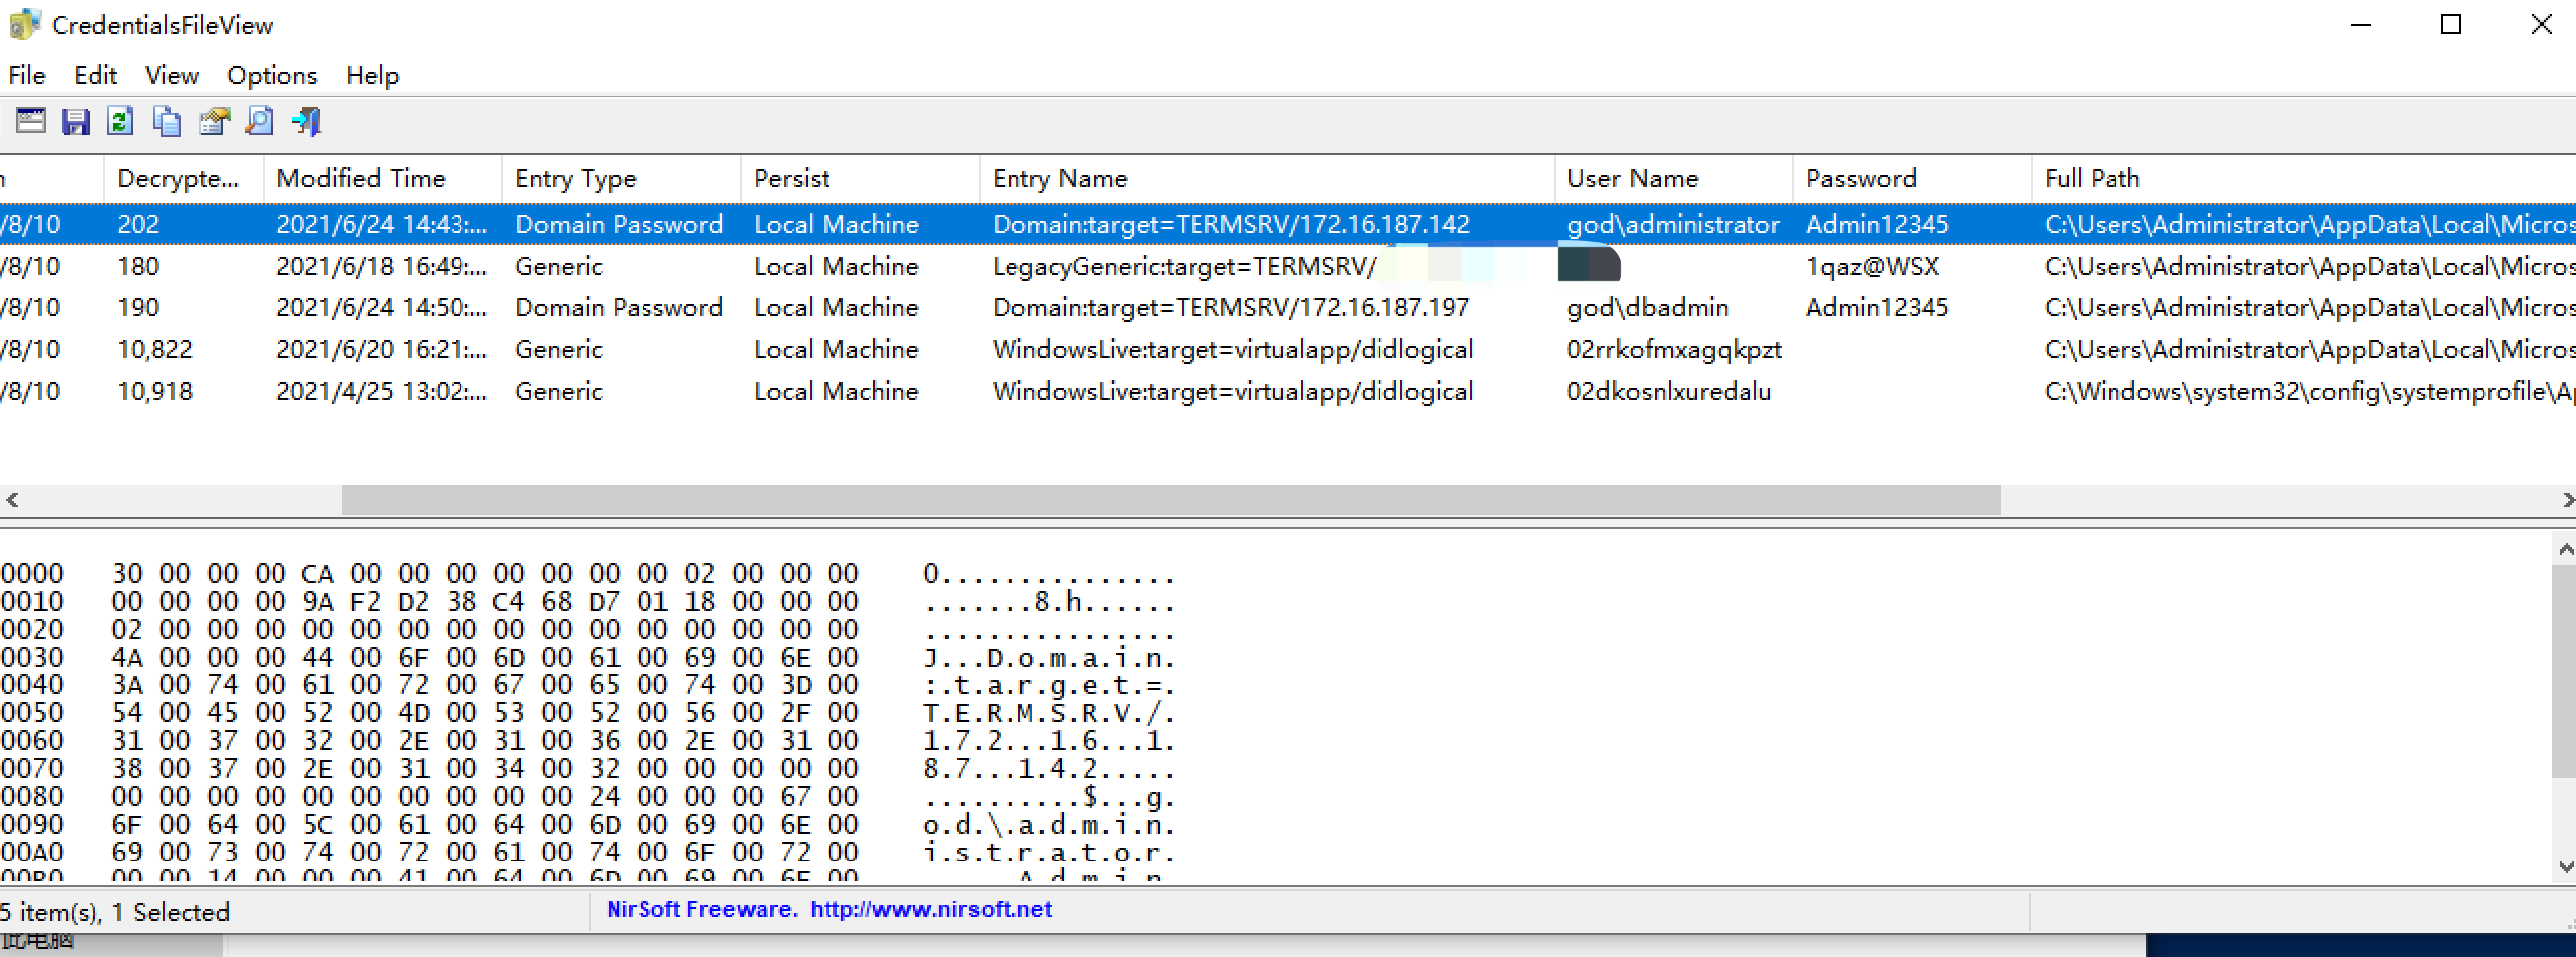 CredentialsFileView
File Edit View Options Help
Decrypte... Modified Time Entry Type Persist Entry Name User Name Password Full Path
/8/10 202 2021/6/24 14:43:... Domain Password Local Machine Domain:target=TERMSRV/172.16.187.142 god\administrator Admin12345 C:\Users\Administrator\AppData\Local\Micros
/8/10 180 2021/6/18 16:49:... Generic Local Machine LegacyGeneric:target=TERMSRV/ 1qaz@WSX C:\Users\Administrator\AppData\Local\Micros
/8/10 190 2021/6/24 14:50:... Domain Password Local Machine Domain:target=TERMSRV/172.16.187.197 god\dbadmin Admin12345 C:\Users\Administrator\AppData\Local\Micros
/8/10 10,822 2021/6/20 16:21:... Generic Local Machine WindowsLive:target=virtualapp/didlogical 02rrkofmxagqkpzt C:\Users\Administrator\AppData\Local\Micros
/8/10 10,918 2021/4/25 13:02:... Generic Local Machine WindowsLive:target=virtualapp/didlogical 02dkosnlxuredalu C:\Windows\system32\config\systemprofile\Ap
0000 30 00 00 00 CA 00 00 00 00 00 00 00 02 00 00 00 0...............
0010 00 00 00 00 9A F2 D2 38 C4 68 D7 01 18 00 00 00 .......8.h......
0020 02 00 00 00 00 00 00 00 00 00 00 00 00 00 00 00 ................
0030 4A 00 00 00 44 00 6F 00 6D 00 61 00 69 00 6E 00 J...D.o.m.a.i.n.
0040 3A 00 74 00 61 00 72 00 67 00 65 00 74 00 3D 00 :.t.a.r.g.e.t.=.
0050 54 00 45 00 52 00 4D 00 53 00 52 00 56 00 2F 00 T.E.R.M.S.R.V./.
0060 31 00 37 00 32 00 2E 00 31 00 36 00 2E 00 31 00 1.7.2...1.6...1.
0070 38 00 37 00 2E 00 31 00 34 00 32 00 00 00 00 00 8.7...1.4.2.....
0080 00 00 00 00 00 00 00 00 00 00 24 00 00 00 67 00 ..........$...g.
0090 6F 00 64 00 5C 00 61 00 64 00 6D 00 69 00 6E 00 o.d.\.a.d.m.i.n.
00A0 69 00 73 00 74 00 72 00 61 00 74 00 6F 00 72 00 i.s.t.r.a.t.o.r.
00B0 00 00 14 00 00 00 41 00 64 00 6D 00 69 00 6E 00 ......A.d.m.i.n.
5 item(s), 1 Selected NirSoft Freeware. http://www.nirsoft.net
此电脑